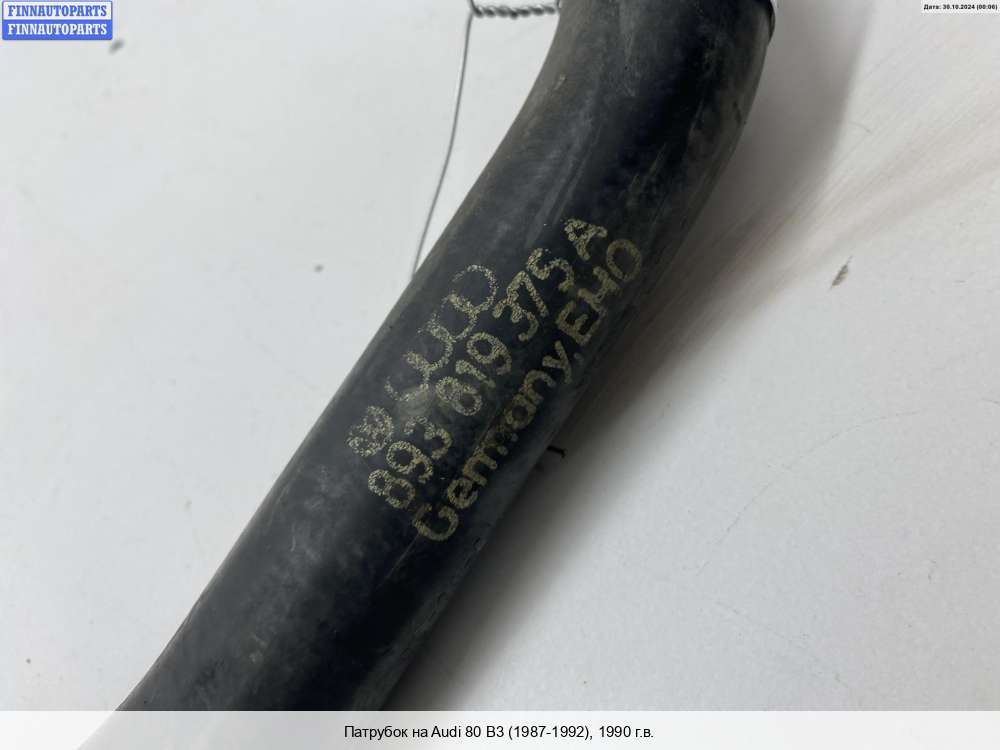 FINNAUTOPARTS
FINNAUTOPARTS
Дата: 30.10.2024 (00:06)
893 819 375 A
Germany, EHO
Патрубок на Audi 80 B3 (1987-1992), 1990 г.в.